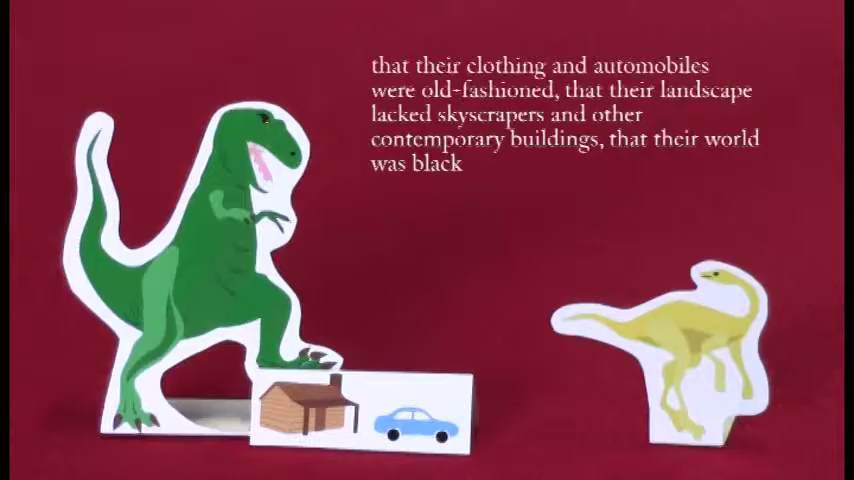 that their clothing and automobiles
were old-fashioned, that their landscape
lacked skyscrapers and other
contemporary buildings, that their world
was black